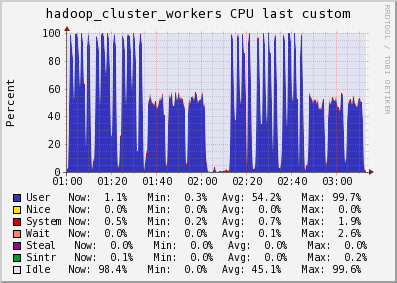 hadoop_cluster_workers CPU last custom
RRDTOOL / TOBI OETIKER
Percent
100
80
60
40
20
0
01:00 01:20 01:40 02:00 02:20 02:40 03:00
User Now: 1.1% Min: 0.3% Avg: 54.2% Max: 99.7%
Nice Now: 0.0% Min: 0.0% Avg: 0.0% Max: 0.0%
System Now: 0.5% Min: 0.2% Avg: 0.7% Max: 1.9%
Wait Now: 0.0% Min: 0.0% Avg: 0.1% Max: 2.6%
Steal Now: 0.0% Min: 0.0% Avg: 0.0% Max: 0.0%
Sintr Now: 0.1% Min: 0.0% Avg: 0.0% Max: 0.2%
Idle Now: 98.4% Min: 0.0% Avg: 45.1% Max: 99.6%